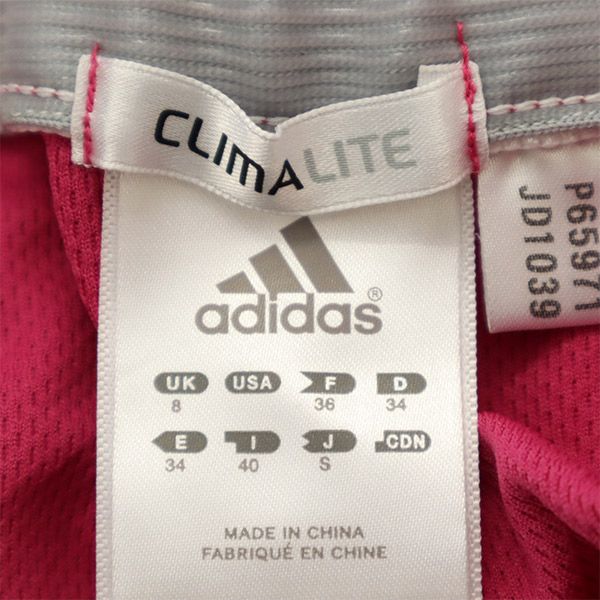 CLIMALITE
adidas®
UK USA F D
8 36 34
E I J CDN
34 40 S
MADE IN CHINA
FABRIQUÉ EN CHINE
P65971
JD1039